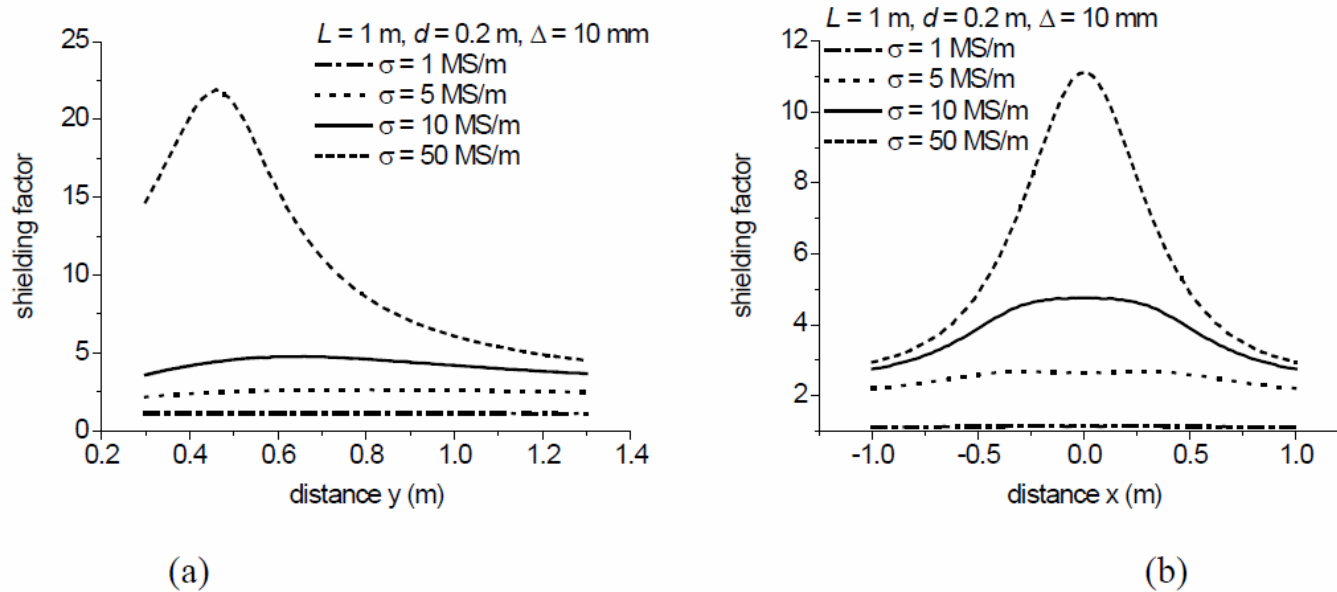 L = 1 m, d = 0.2 m, Δ = 10 mm
σ = 1 MS/m
σ = 5 MS/m
σ = 10 MS/m
σ = 50 MS/m
25
20
15
10
5
0
shielding factor
0.2 0.4 0.6 0.8 1.0 1.2 1.4
distance y (m)
(a)
L = 1 m, d = 0.2 m, Δ = 10 mm
σ = 1 MS/m
σ = 5 MS/m
σ = 10 MS/m
σ = 50 MS/m
12
10
8
6
4
2
shielding factor
-1.0 -0.5 0.0 0.5 1.0
distance x (m)
(b)